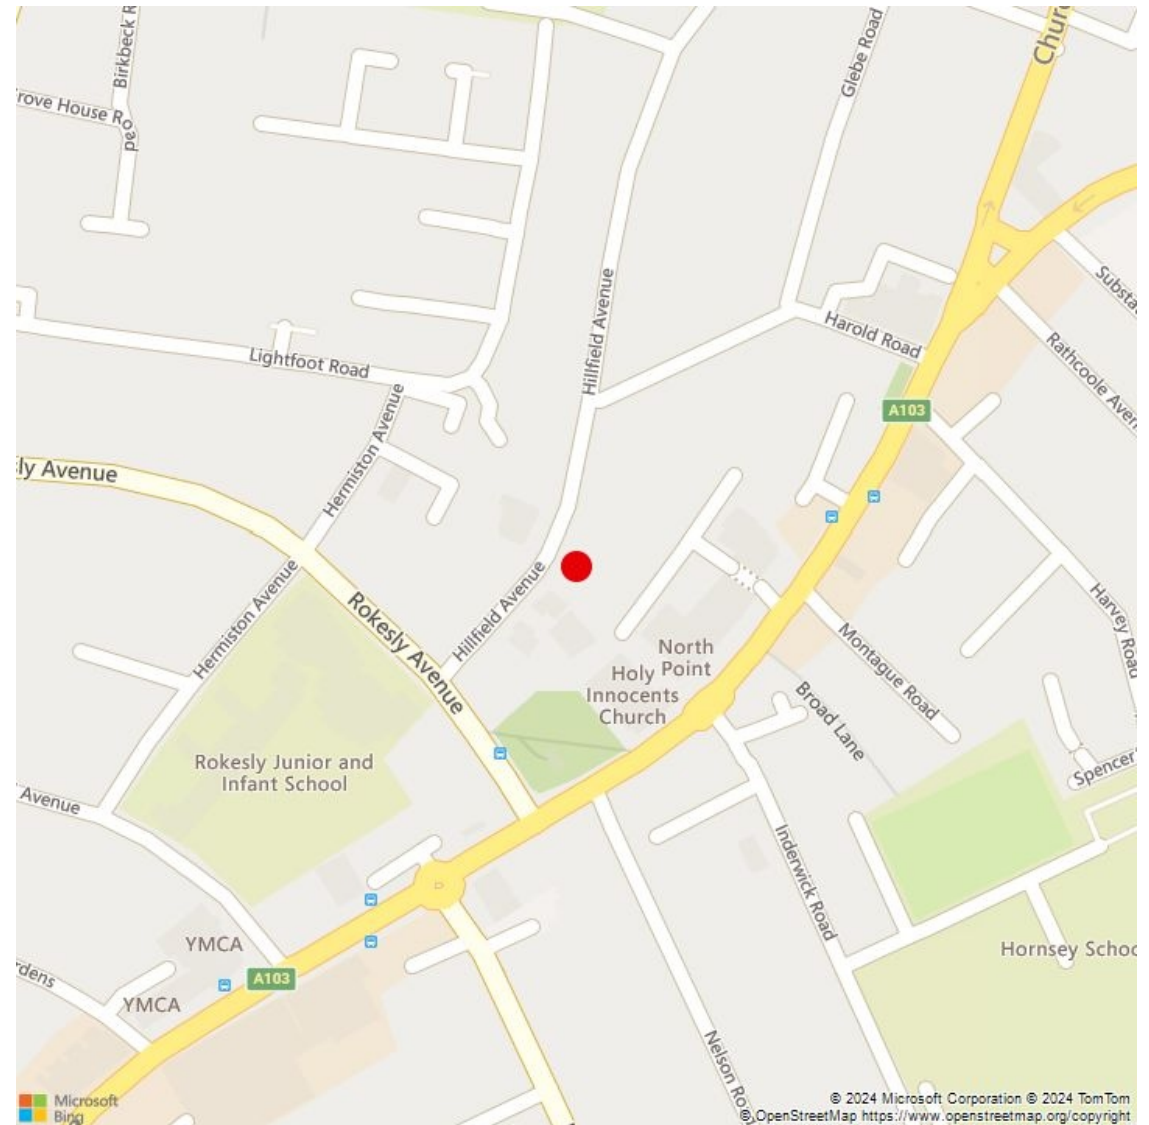 Birkbeck R
rove House Road
Glebe Road
Churc
Substa
Harold Road
Rathcoole Aven
Hillfield Avenue
Lightfoot Road
Hermiston Avenue
A103
ly Avenue
Hermiston Avenue
Rokesly Avenue
Hillfield Avenue
Harvey Road
Montague Road
North
Point
Holy
Innocents
Church
Broad Lane
Rokesly Junior and
Infant School
Avenue
Spencer
Inderwick Road
YMCA
A103
Hornsey Schoo
rdens
YMCA
Nelson Ro
Microsoft
Bing
© 2024 Microsoft Corporation © 2024 TomTom
© OpenStreetMap https://www.openstreetmap.org/copyright